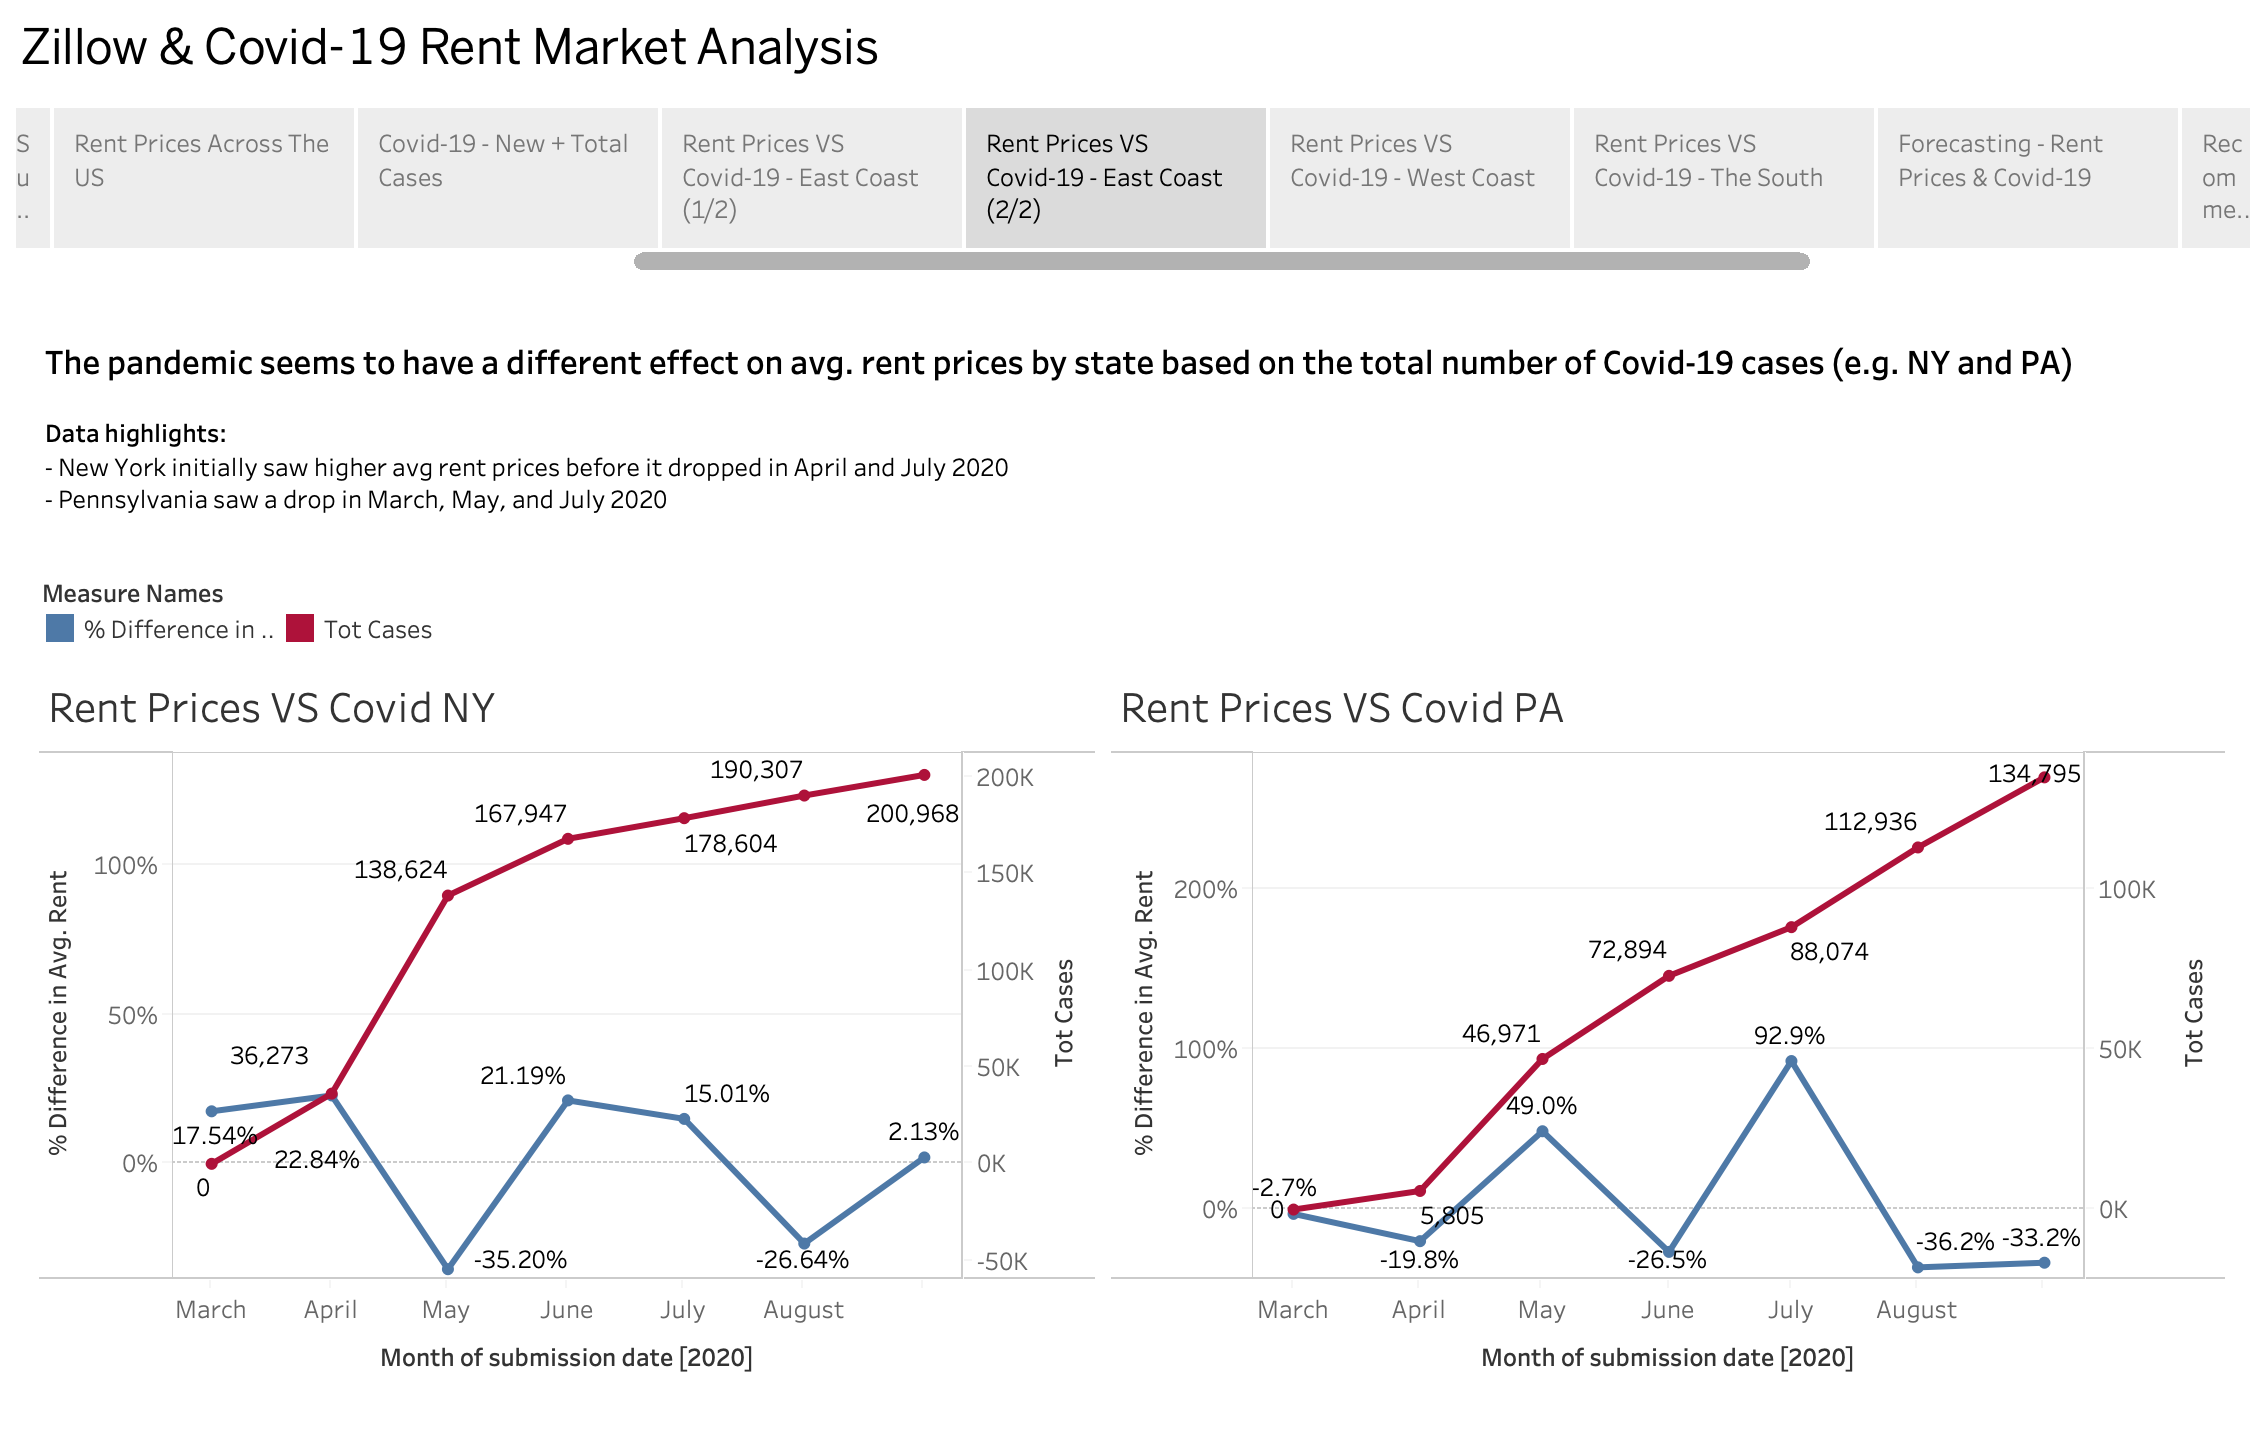 Zillow & Covid-19 Rent Market Analysis
S
u
..
Rent Prices Across The
US
Covid-19 - New + Total
Cases
Rent Prices VS
Covid-19 - East Coast
(1/2)
Rent Prices VS
Covid-19 - East Coast
(2/2)
Rent Prices VS
Covid-19 - West Coast
Rent Prices VS
Covid-19 - The South
Forecasting - Rent
Prices & Covid-19
Rec
om
me..
The pandemic seems to have a different effect on avg. rent prices by state based on the total number of Covid-19 cases (e.g. NY and PA)
Data highlights:
- New York initially saw higher avg rent prices before it dropped in April and July 2020
- Pennsylvania saw a drop in March, May, and July 2020
Measure Names
% Difference in ..
Tot Cases
Rent Prices VS Covid NY
% Difference in Avg. Rent
100%
50%
0%
190,307
167,947
200,968
178,604
138,624
36,273
21.19%
15.01%
17.54%
2.13%
22.84%
0
-35.20%
-26.64%
200K
150K
100K
50K
0K
-50K
Tot Cases
March
April
May
June
July
August
Month of submission date [2020]
Rent Prices VS Covid PA
% Difference in Avg. Rent
200%
100%
0%
134,795
112,936
72,894
88,074
46,971
92.9%
49.0%
-2.7%
0
5,805
-19.8%
-26.5%
-36.2%
-33.2%
100K
50K
0K
Tot Cases
March
April
May
June
July
August
Month of submission date [2020]